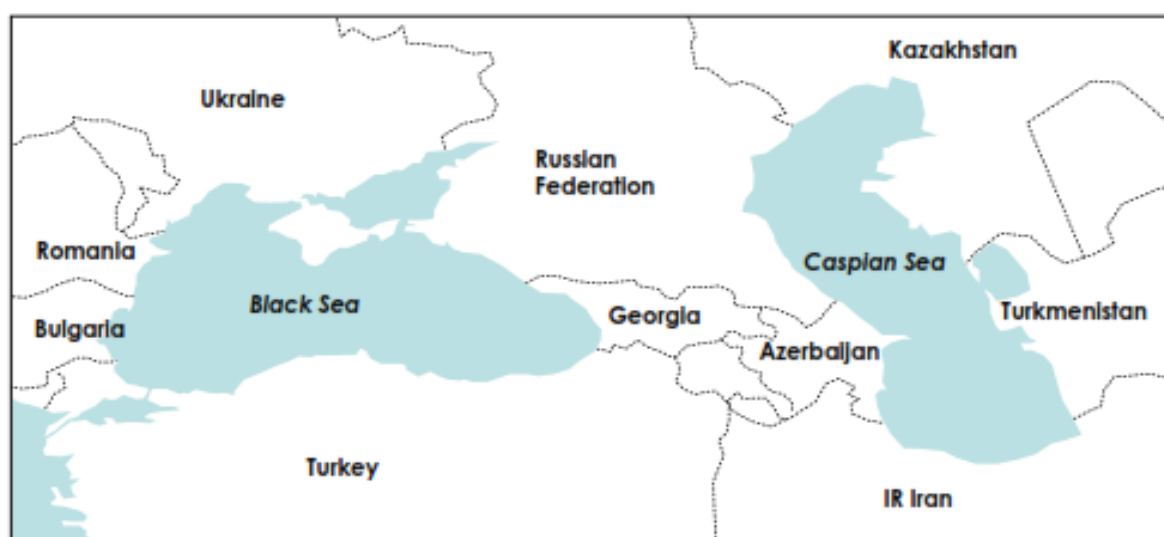 Kazakhstan
Ukraine
Russian
Federation
Romania
Caspian Sea
Black Sea
Georgia
Turkmenistan
Bulgaria
Azerbaijan
Turkey
IR Iran